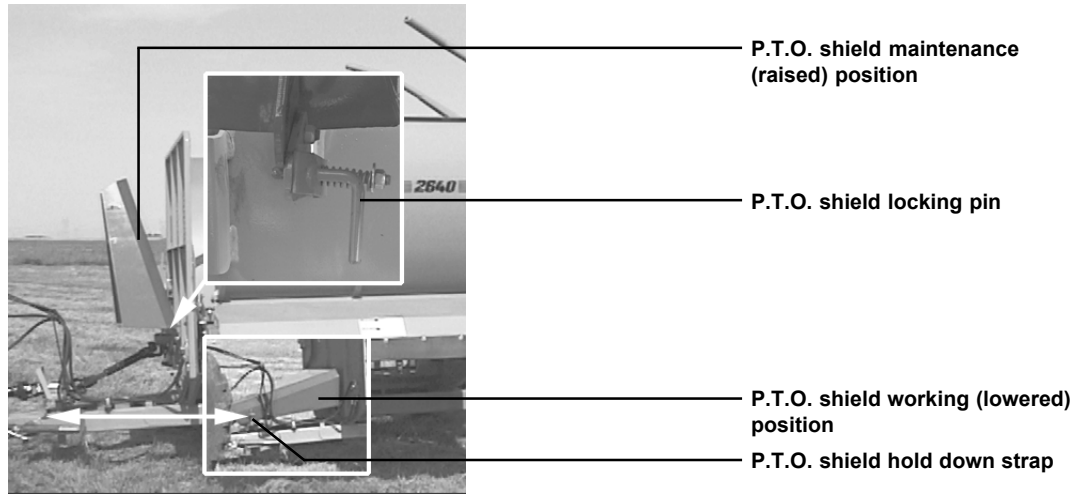 P.T.O. shield maintenance
(raised) position
2640
P.T.O. shield locking pin
P.T.O. shield working (lowered)
position
P.T.O. shield hold down strap